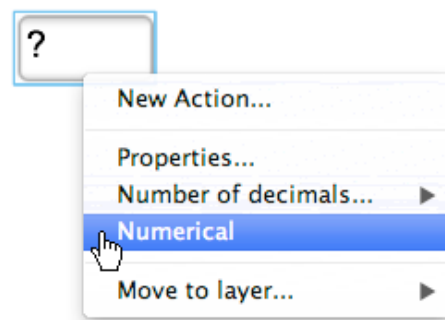 ?
New Action...
Properties...
Number of decimals...
Numerical
Move to layer...